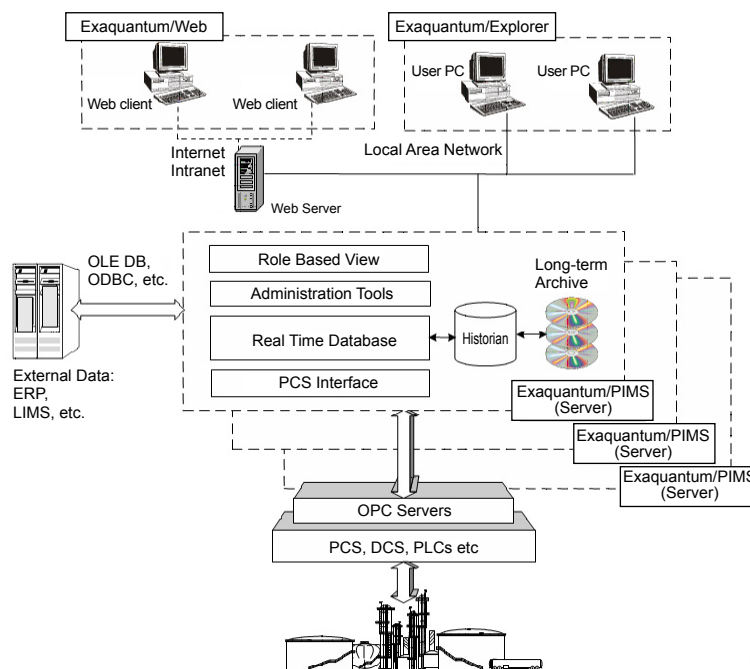 Exaquantum/Web
Exaquantum/Explorer
User PC
User PC
Web client
Web client
Internet
Intranet
Local Area Network
Web Server
OLE DB,
ODBC, etc.
Role Based View
Administration Tools
Real Time Database
PCS Interface
Historian
Long-term
Archive
External Data:
ERP,
LIMS, etc.
Exaquantum/PIMS
(Server)
Exaquantum/PIMS
(Server)
Exaquantum/PIMS
(Server)
OPC Servers
PCS, DCS, PLCs etc